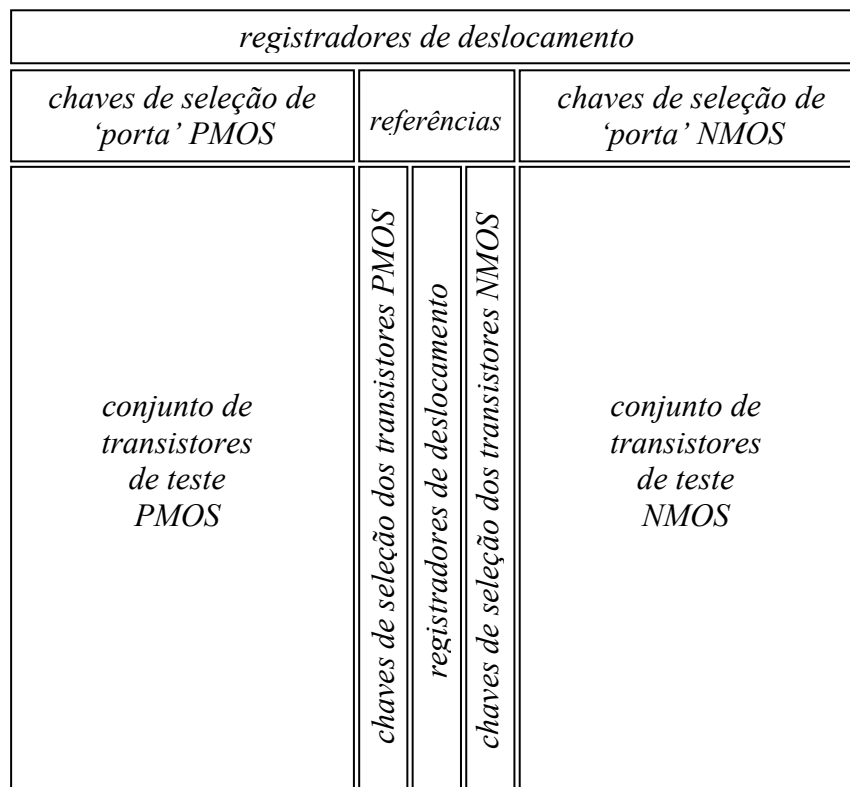 registradores de deslocamento
chaves de seleção de
‘porta’ PMOS
referências
chaves de seleção de
‘porta’ NMOS
conjunto de
transistores
de teste
PMOS
chaves de seleção dos transistores PMOS
registradores de deslocamento
chaves de seleção dos transistores NMOS
conjunto de
transistores
de teste
NMOS